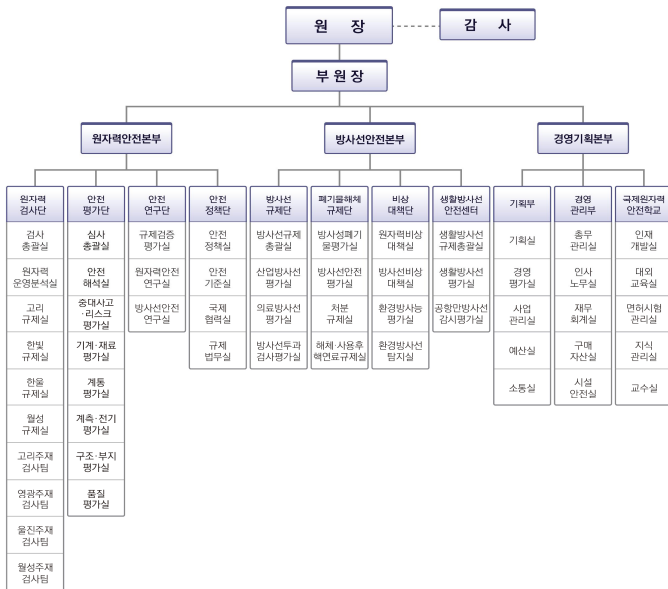 원 장
감 사
부 원 장
원자력안전본부
방사선안전본부
경영기획본부
원자력
검사단
검사
총괄실
원자력
운영분석실
고리
규제실
한빛
규제실
한울
규제실
월성
규제실
고리주재
검사팀
영광주재
검사팀
울진주재
검사팀
월성주재
검사팀
안전
평가단
심사
총괄실
안전
해석실
중대사고
·리스크
평가실
기계·재료
평가실
계통
평가실
계측·전기
평가실
구조·부지
평가실
품질
평가실
안전
연구단
규제검증
평가실
원자력안전
연구실
방사선안전
연구실
안전
정책단
안전
정책실
안전
기준실
국제
협력실
규제
법무실
방사선
규제단
방사선규제
총괄실
산업방사선
평가실
의료방사선
평가실
방사선투과
검사평가실
폐기물해체
규제단
방사성폐기
물평가실
방사선안전
평가실
처분
규제실
해체·사용후
핵연료규제실
비상
대책단
원자력비상
대책실
방사선비상
대책실
환경방사능
평가실
환경방사선
탐지실
생활방사선
안전센터
생활방사선
규제총괄실
생활방사선
평가실
공항만방사선
감시평가실
기획부
기획실
경영
평가실
사업
관리실
예산실
소통실
경영
관리부
총무
관리실
인사
노무실
재무
회계실
구매
자산실
시설
안전실
국제원자력
안전학교
인재
개발실
대외
교육실
면허시험
관리실
지식
관리실
교수실